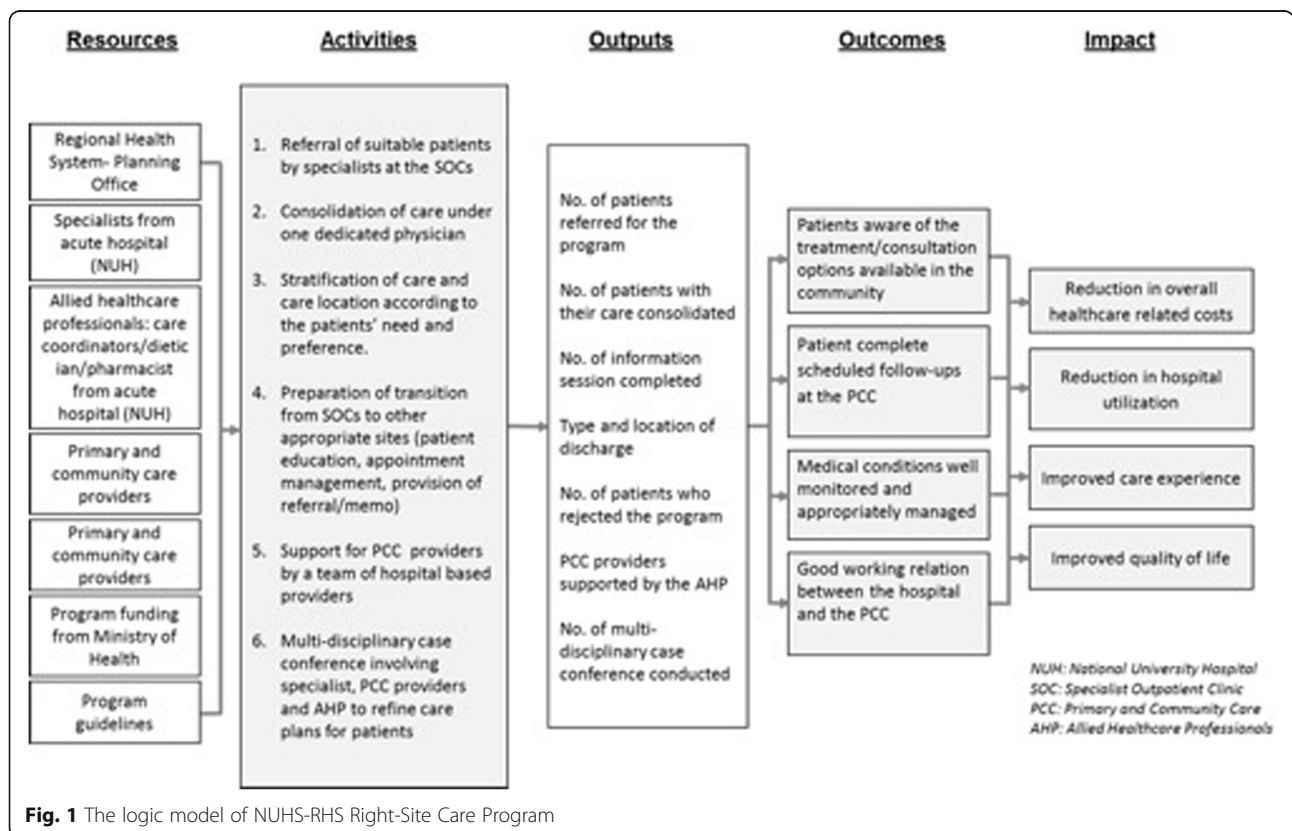 Resources
Activities
Outputs
Outcomes
Impact
Regional Health
System- Planning
Office
Specialists from
acute hospital
(NUH)
Allied healthcare
professionals: care
coordinators/dietic
ian/pharmacist
from acute
hospital (NUH)
Primary and
community care
providers
Primary and
community care
providers
Program funding
from Ministry of
Health
Program
guidelines
1. Referral of suitable patients
by specialists at the SOCs
2. Consolidation of care under
one dedicated physician
3. Stratification of care and
care location according to
the patients' need and
preference.
4. Preparation of transition
from SOCs to other
appropriate sites (patient
education, appointment
management, provision of
referral/memo)
5. Support for PCC providers
by a team of hospital based
providers
6. Multi-disciplinary case
conference involving
specialist, PCC providers
and AHP to refine care
plans for patients
No. of patients
referred for the
program
No. of patients with
their care consolidated
No. of information
session completed
Type and location of
discharge
No. of patients who
rejected the program
PCC providers
supported by the AHP
No. of multi-
disciplinary case
conference conducted
Patients aware of the
treatment/consultation
options available in the
community
Patient complete
scheduled follow-ups
at the PCC
Medical conditions well
monitored and
appropriately managed
Good working relation
between the hospital
and the PCC
Reduction in overall
healthcare related costs
Reduction in hospital
utilization
Improved care experience
Improved quality of life
NUH: National University Hospital
SOC: Specialist Outpatient Clinic
PCC: Primary and Community Care
AHP: Allied Healthcare Professionals
Fig. 1 The logic model of NUHS-RHS Right-Site Care Program